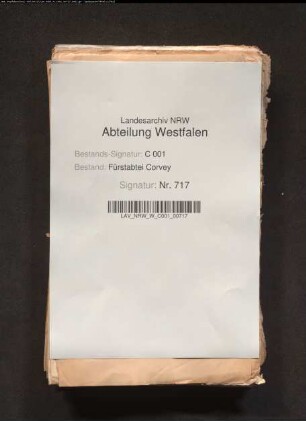 Landesarchiv NRW
Abteilung Westfalen
Bestands-Signatur: C 001
Bestand: Fürstabtei Corvey
Signatur: Nr. 717
LAV_NRW_W_C001_00717